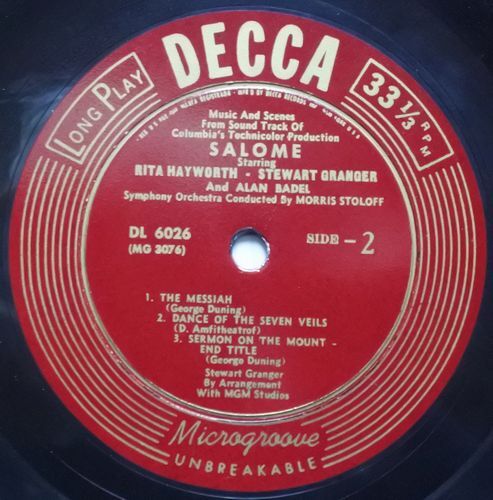 DECCA
LONG PLAY
33 1/3 RPM
Music And Scenes
From Sound Track Of
Columbia's Technicolor Production
SALOME
Starring
RITA HAYWORTH - STEWART GRANGER
And ALAN BADEL
Symphony Orchestra Conducted By MORRIS STOLOFF
DL 6026
(MG 3076)
SIDE - 2
1. THE MESSIAH
(George Duning)
2. DANCE OF THE SEVEN VEILS
(D. Amfitheatrof)
3. SERMON ON THE MOUNT -
END TITLE
(George Duning)
Stewart Granger
By Arrangement
With MGM Studios
Microgroove
UNBREAKABLE